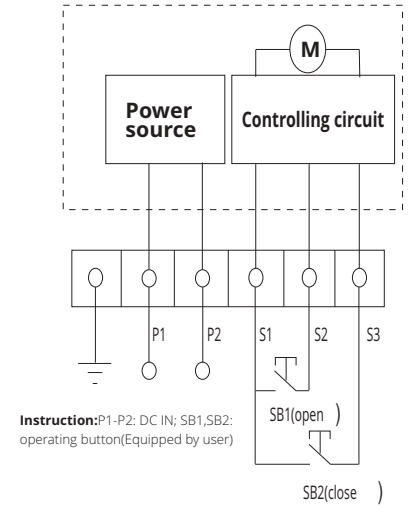 M
Power
source
Controlling circuit
P1 P2 S1 S2 S3
SB1(open )
Instruction:P1-P2: DC IN; SB1,SB2:
operating button(Equipped by user)
SB2(close )